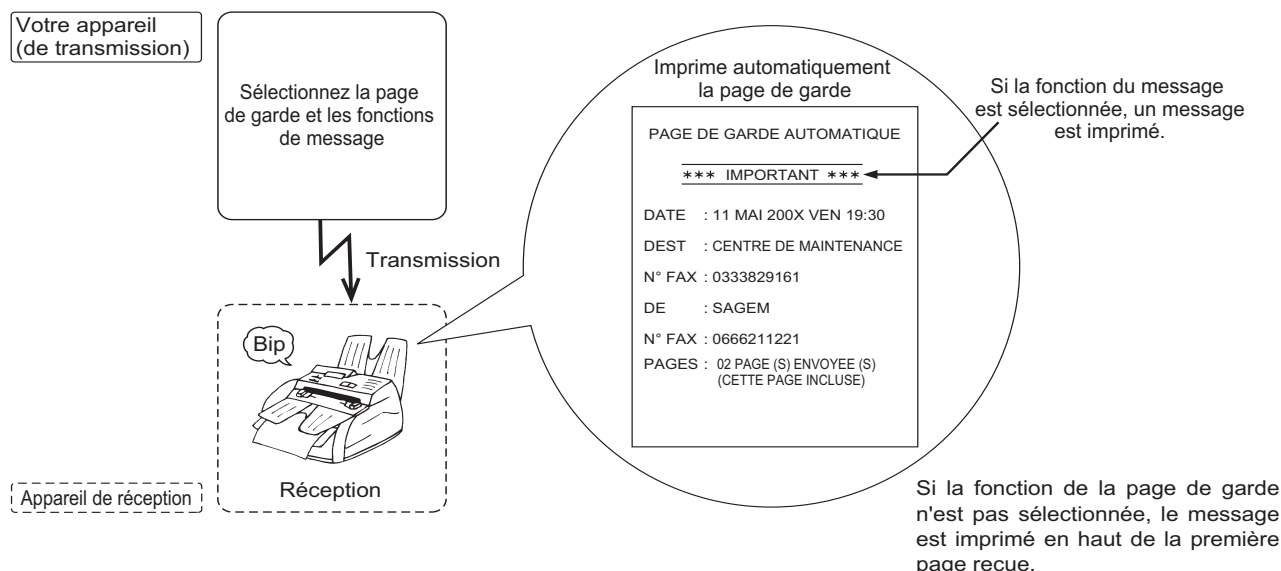 Votre appareil
(de transmission)
Sélectionnez la page
de garde et les fonctions
de message
Transmission
Bip
Réception
Appareil de réception
Imprime automatiquement
la page de garde
PAGE DE GARDE AUTOMATIQUE
*** IMPORTANT ***
DATE : 11 MAI 200X VEN 19:30
DEST : CENTRE DE MAINTENANCE
N° FAX : 0333829161
DE : SAGEM
N° FAX : 0666211221
PAGES : 02 PAGE (S) ENVOYEE (S)
(CETTE PAGE INCLUSE)
Si la fonction du message
est sélectionnée, un message
est imprimé.
Si la fonction de la page de garde
n'est pas sélectionnée, le message
est imprimé en haut de la première
page reçue.